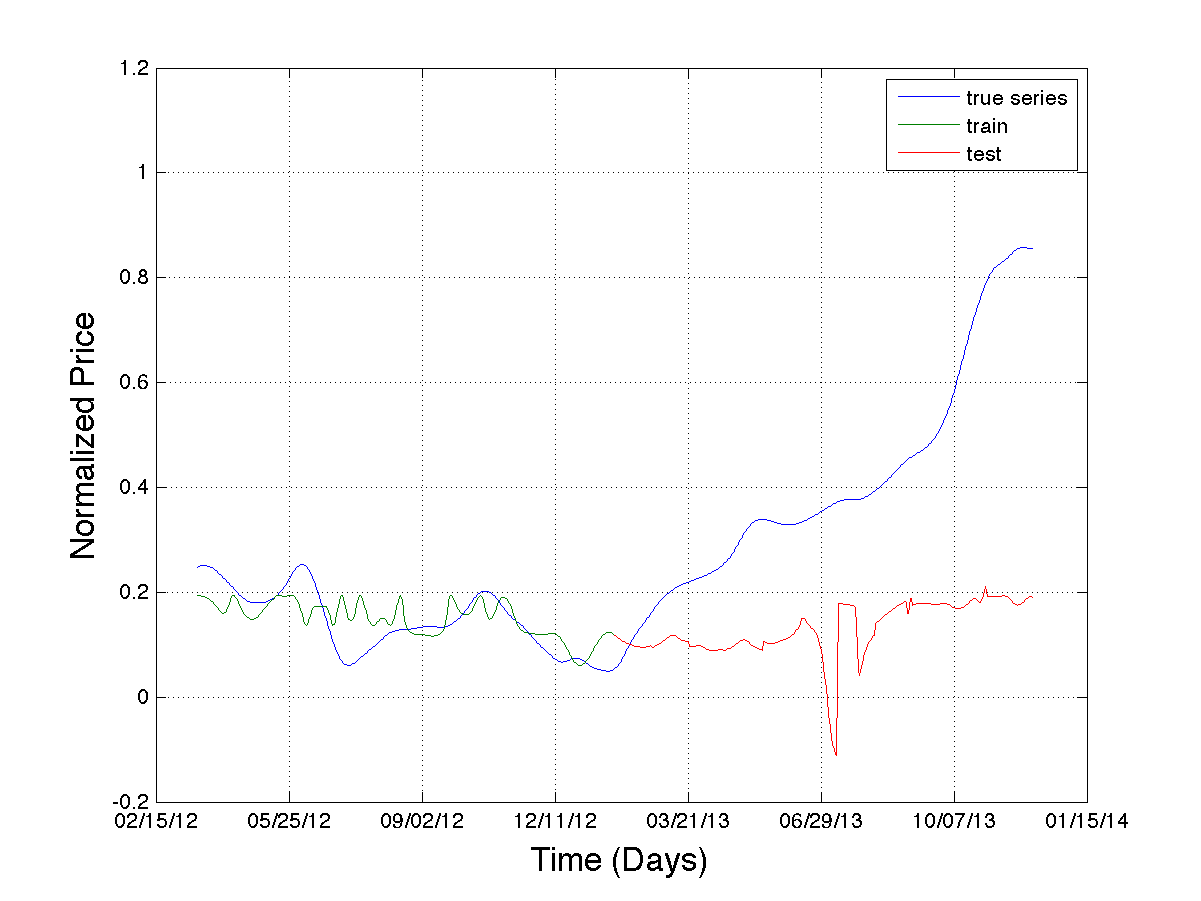 1.2
1
0.8
0.6
0.4
0.2
0
-0.2
Normalized Price
true series
train
test
02/15/12 05/25/12 09/02/12 12/11/12 03/21/13 06/29/13 10/07/13 01/15/14
Time (Days)